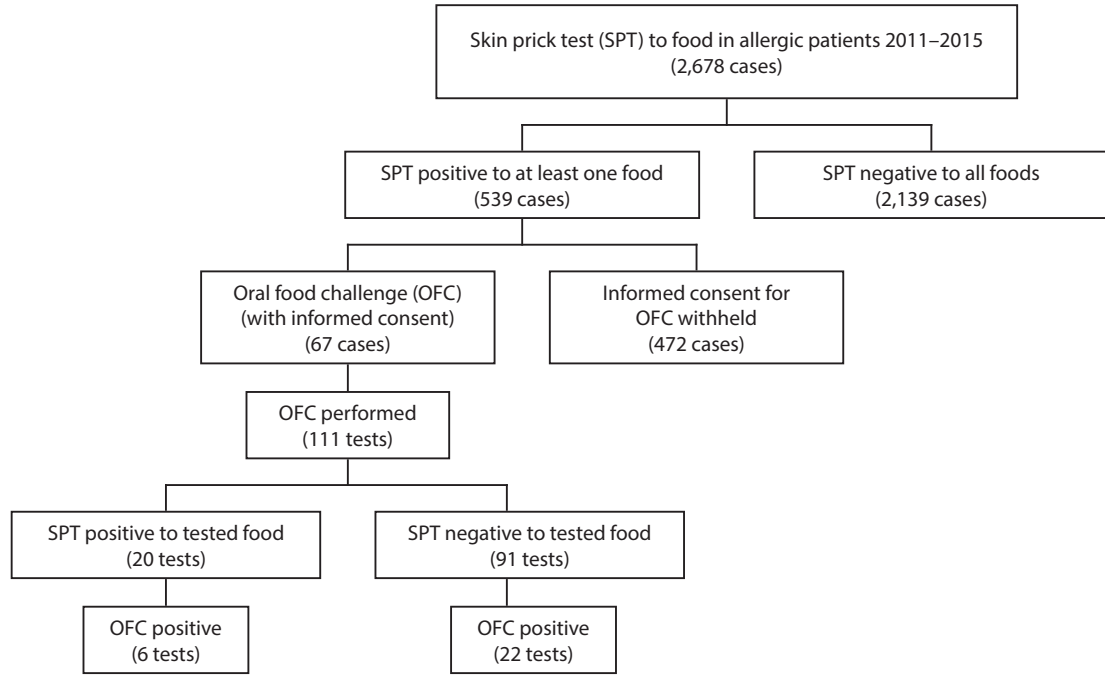 Skin prick test (SPT) to food in allergic patients 2011–2015
(2,678 cases)
SPT positive to at least one food
(539 cases)
SPT negative to all foods
(2,139 cases)
Oral food challenge (OFC)
(with informed consent)
(67 cases)
Informed consent for
OFC withheld
(472 cases)
OFC performed
(111 tests)
SPT positive to tested food
(20 tests)
SPT negative to tested food
(91 tests)
OFC positive
(6 tests)
OFC positive
(22 tests)